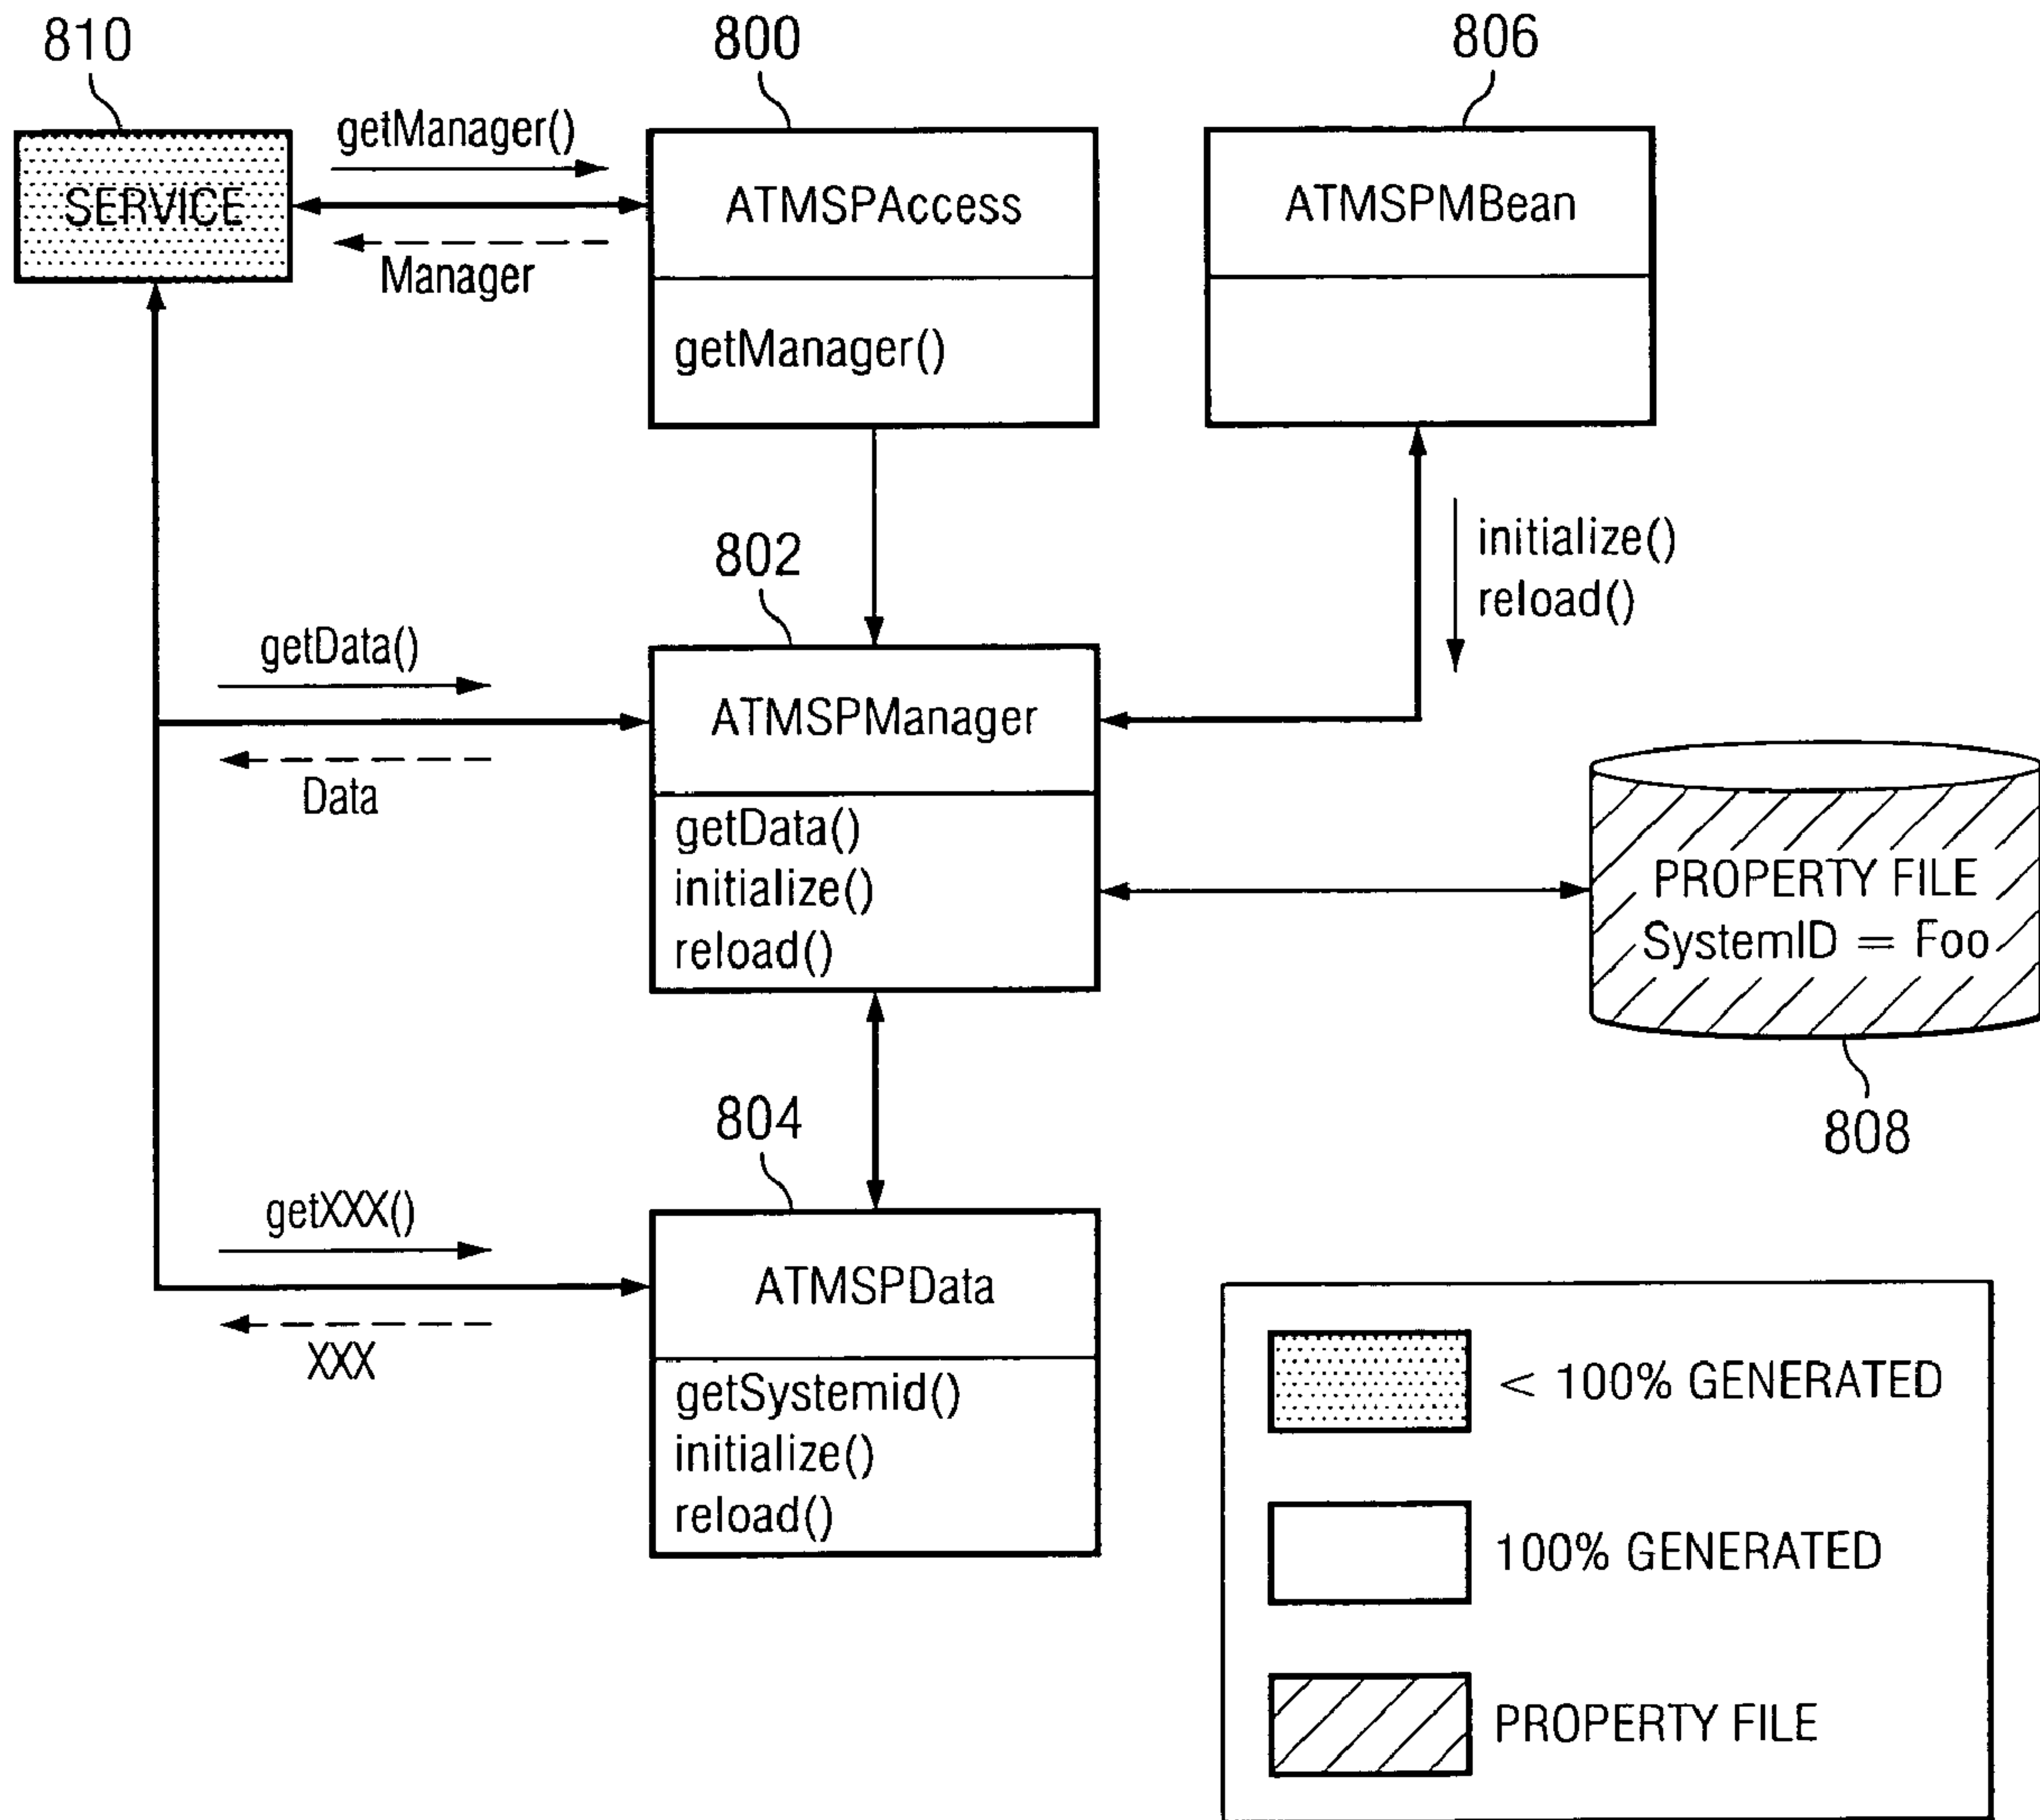 810
800
806
getManager()
SERVICE
Manager
ATMSPAccess
getManager()
ATMSPMBean
initialize()
reload()
802
getData()
Data
ATMSPManager
getData()
initialize()
reload()
PROPERTY FILE
SystemID = Foo
808
804
getXXX()
XXX
ATMSPData
getSystemid()
initialize()
reload()
< 100% GENERATED
100% GENERATED
PROPERTY FILE